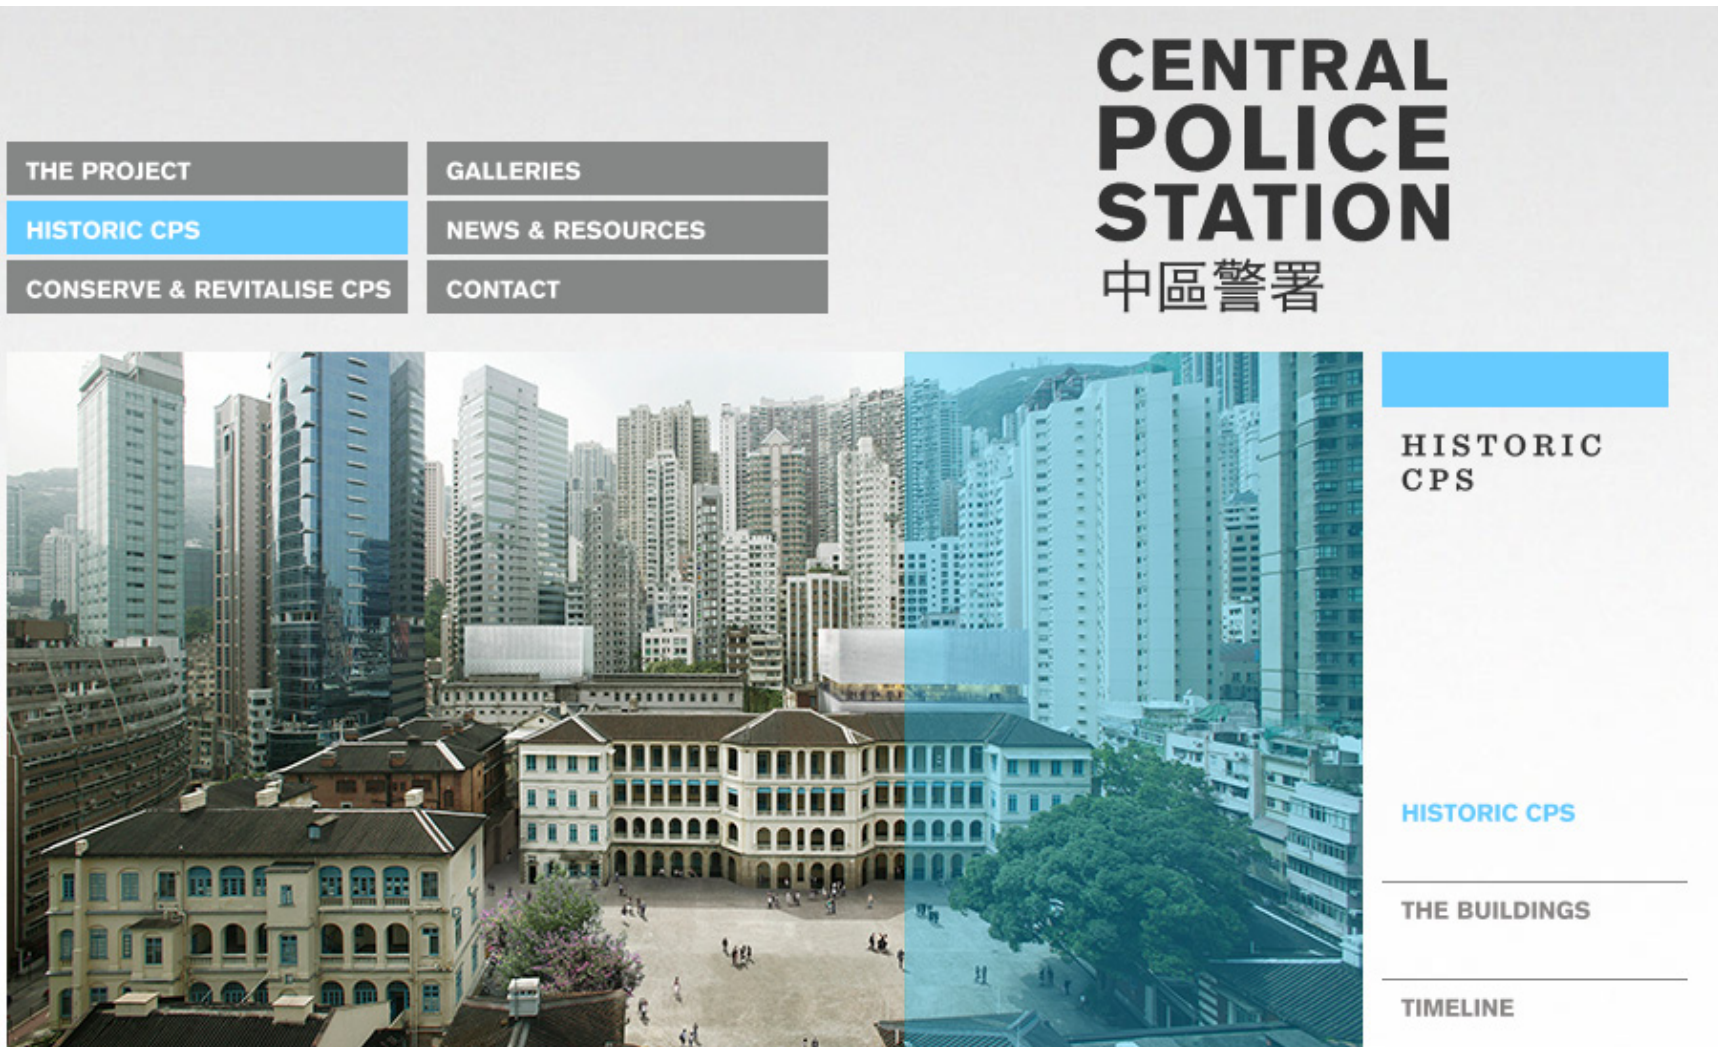 CENTRAL
POLICE
STATION
中區警署
THE PROJECT
GALLERIES
HISTORIC CPS
NEWS & RESOURCES
CONSERVE & REVITALISE CPS
CONTACT
HISTORIC
CPS
HISTORIC CPS
THE BUILDINGS
TIMELINE